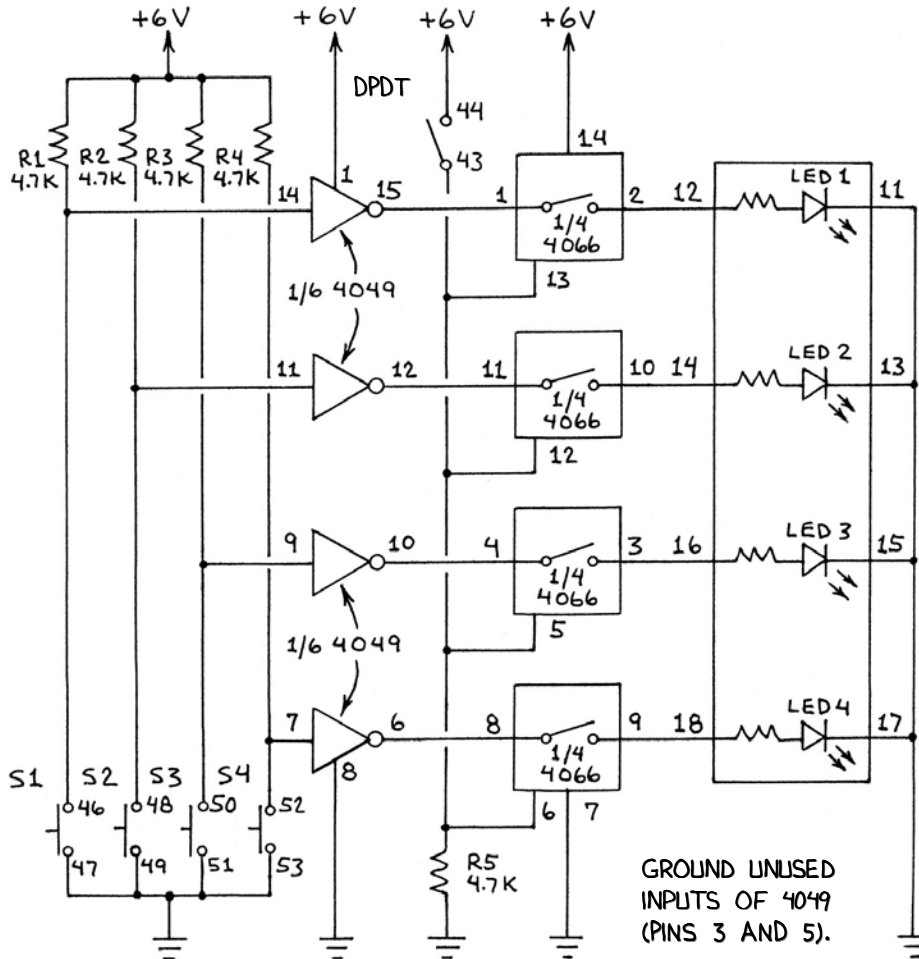 +6V +6V +6V +6V
DPDT
44
43
14
R1 R2 R3 R4
4.7K 4.7K 4.7K 4.7K
LED 1
14 1 15 1 2 12 11
1/4
4066
13
1/6 4049
LED 2
11 12 11 10 14 13
1/4
4066
12
LED 3
9 10 4 3 16 15
1/4
4066
5
1/6 4049
LED 4
7 6 8 9 18 17
1/4
4066
8
6 7
S1 S2 S3 S4
46 48 50 52
47 49 51 53
R5
4.7K
GROUND UNUSED
INPUTS OF 4049
(PINS 3 AND 5).